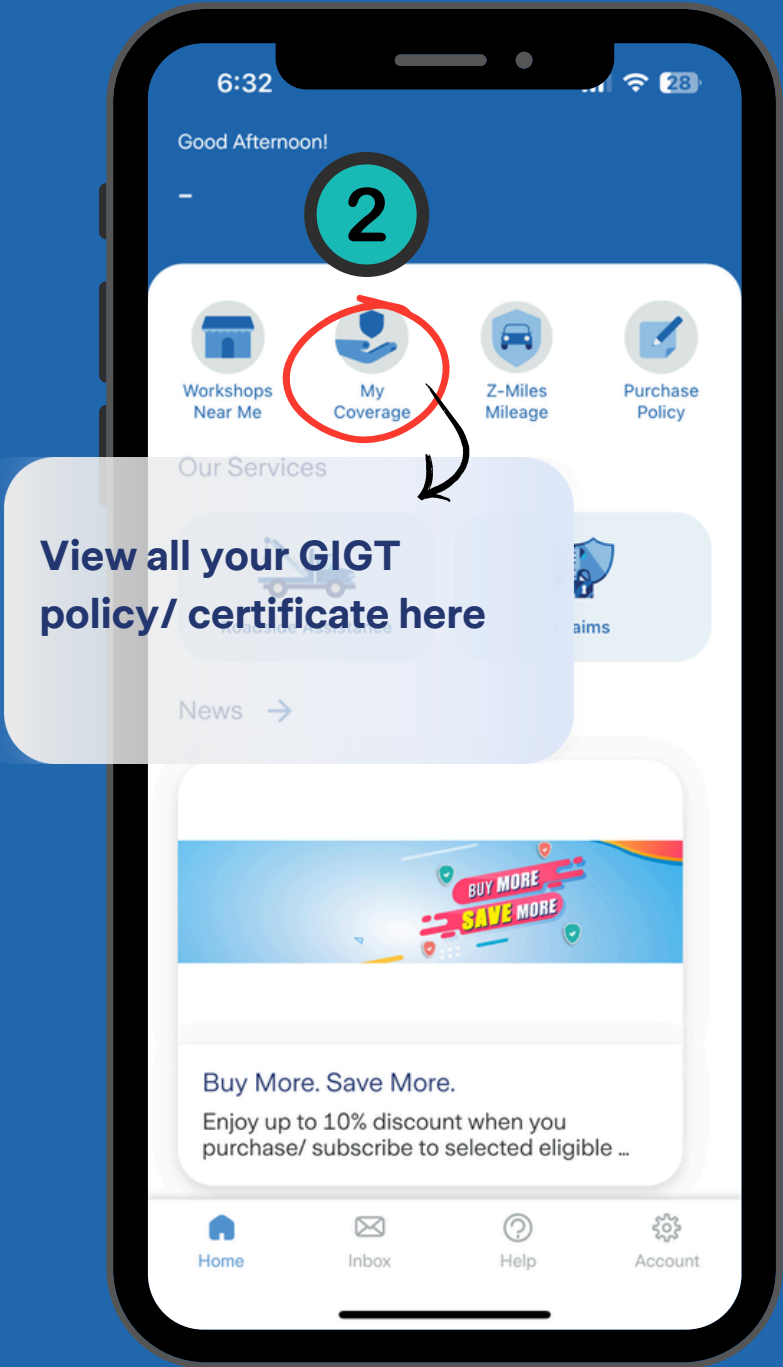 6:32
28
Good Afternoon!
-
2
Workshops
Near Me
My
Coverage
Z-Miles
Mileage
Purchase
Policy
Our Services
View all your GIGT
policy/ certificate here
Roadside Assistance
aims
News
BUY MORE
SAVE MORE
Buy More. Save More.
Enjoy up to 10% discount when you
purchase/ subscribe to selected eligible ...
Home
Inbox
Help
Account